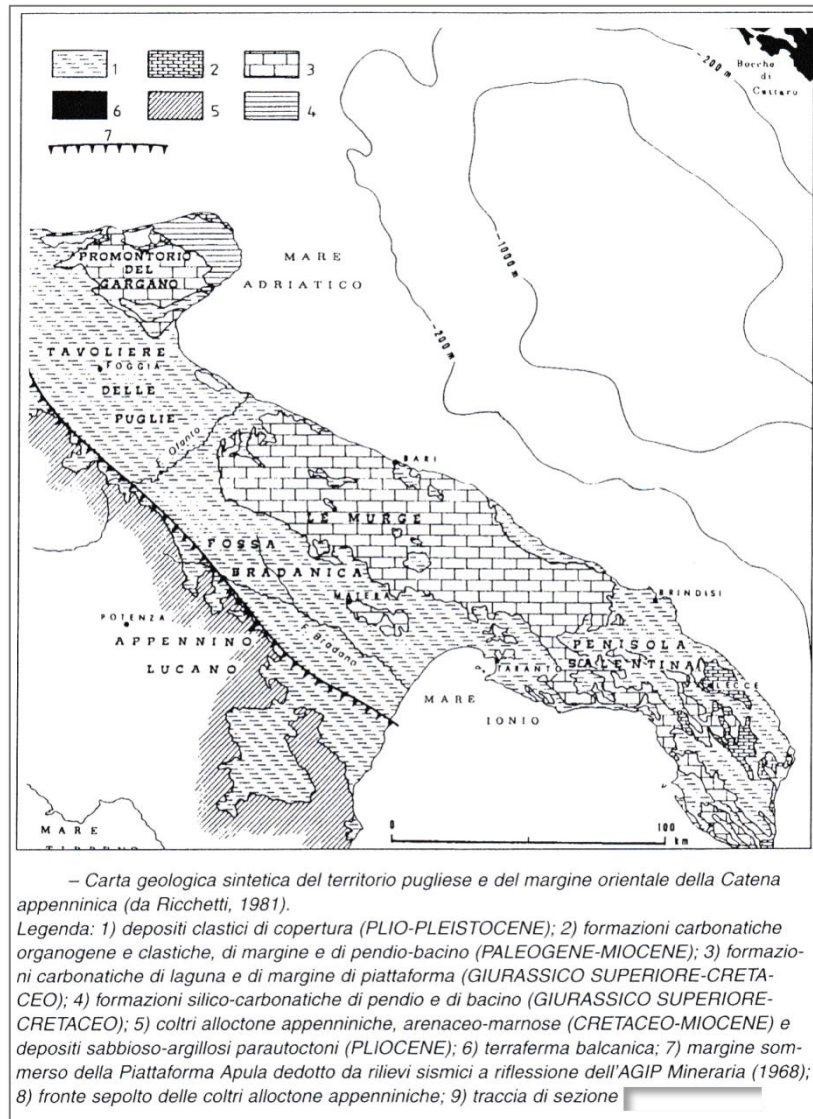 1
2
3
6
5
4
7
-200 m
Bocche
di
Cattaro
-1000 m
-200 m
MARE
ADRIATICO
PROMONTORIO
DEL
GARGANO
TAVOLIERE
FOGGIA
DELLE
PUGLIE
F. Ofanto
BARI
LE MURGE
FOSSA
BRADANICA
MATERA
BRINDISI
POTENZA
APPENNINO
LUCANO
F. Bradano
PENISOLA
SALENTINA
TARANTO
LECCE
MARE
IONIO
0
100
km
MARE
TIRRENO
– Carta geologica sintetica del territorio pugliese e del margine orientale della Catena
appenninica (da Ricchetti, 1981).
Legenda: 1) depositi clastici di copertura (PLIO-PLEISTOCENE); 2) formazioni carbonatiche
organogene e clastiche, di margine e di pendio-bacino (PALEOGENE-MIOCENE); 3) formazio-
ni carbonatiche di laguna e di margine di piattaforma (GIURASSICO SUPERIORE-CRETA-
CEO); 4) formazioni silico-carbonatiche di pendio e di bacino (GIURASSICO SUPERIORE-
CRETACEO); 5) coltri alloctone appenniniche, arenaceo-marnose (CRETACEO-MIOCENE) e
depositi sabbioso-argillosi parautoctoni (PLIOCENE); 6) terraferma balcanica; 7) margine som-
merso della Piattaforma Apula dedotto da rilievi sismici a riflessione dell'AGIP Mineraria (1968);
8) fronte sepolto delle coltri alloctone appenniniche; 9) traccia di sezione